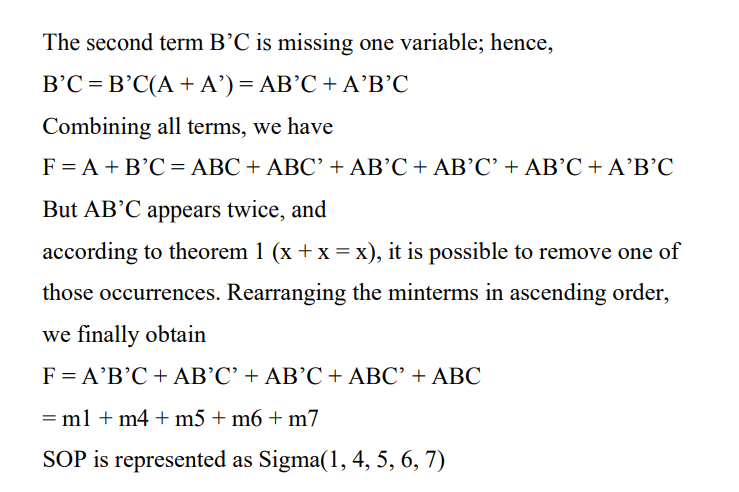 The second term B’C is missing one variable; hence,
B’C = B’C(A + A’) = AB’C + A’B’C
Combining all terms, we have
F = A + B’C = ABC + ABC’ + AB’C + AB’C’ + AB’C + A’B’C
But AB’C appears twice, and
according to theorem 1 (x + x = x), it is possible to remove one of
those occurrences. Rearranging the minterms in ascending order,
we finally obtain
F = A’B’C + AB’C’ + AB’C + ABC’ + ABC
= m1 + m4 + m5 + m6 + m7
SOP is represented as Sigma(1, 4, 5, 6, 7)